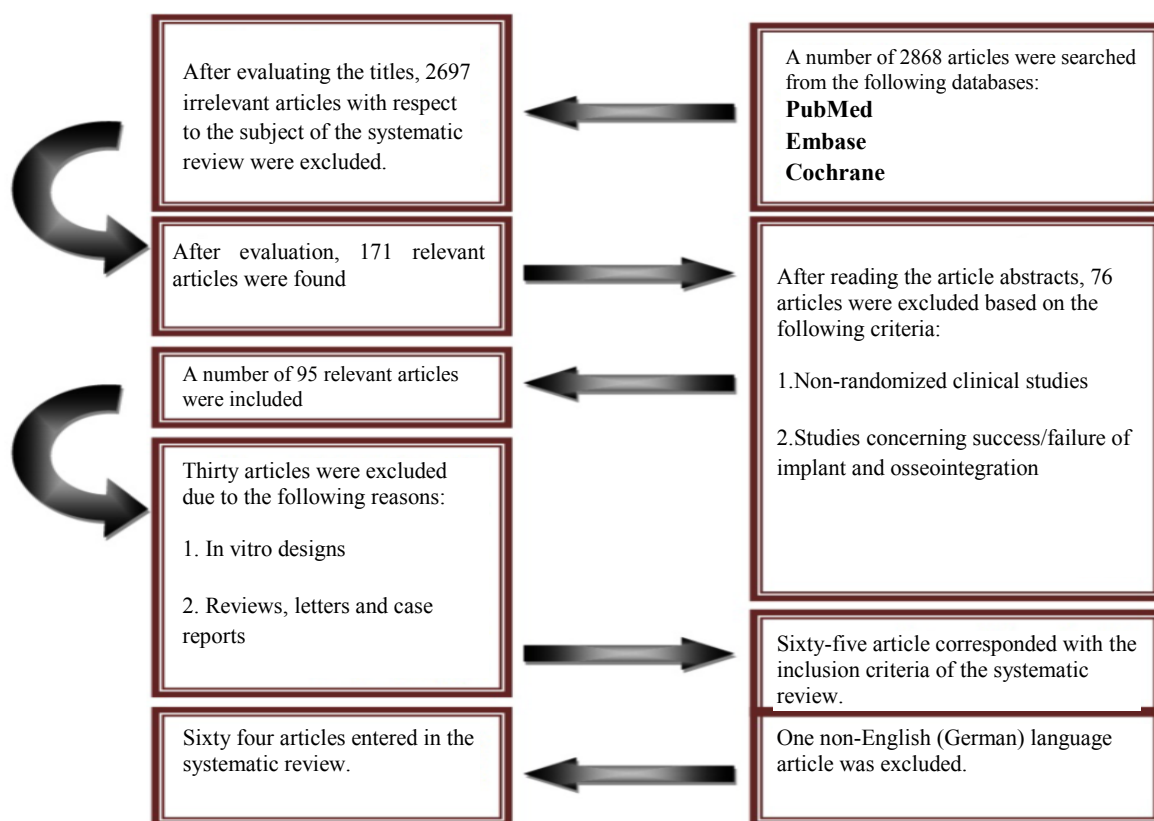 A number of 2868 articles were searched
from the following databases:
PubMed
Embase
Cochrane
After evaluating the titles, 2697
irrelevant articles with respect
to the subject of the systematic
review were excluded.
After evaluation, 171 relevant
articles were found
After reading the article abstracts, 76
articles were excluded based on the
following criteria:
1.Non-randomized clinical studies
2.Studies concerning success/failure of
implant and osseointegration
A number of 95 relevant articles
were included
Thirty articles were excluded
due to the following reasons:
1. In vitro designs
2. Reviews, letters and case
reports
Sixty-five article corresponded with the
inclusion criteria of the systematic
review.
One non-English (German) language
article was excluded.
Sixty four articles entered in the
systematic review.